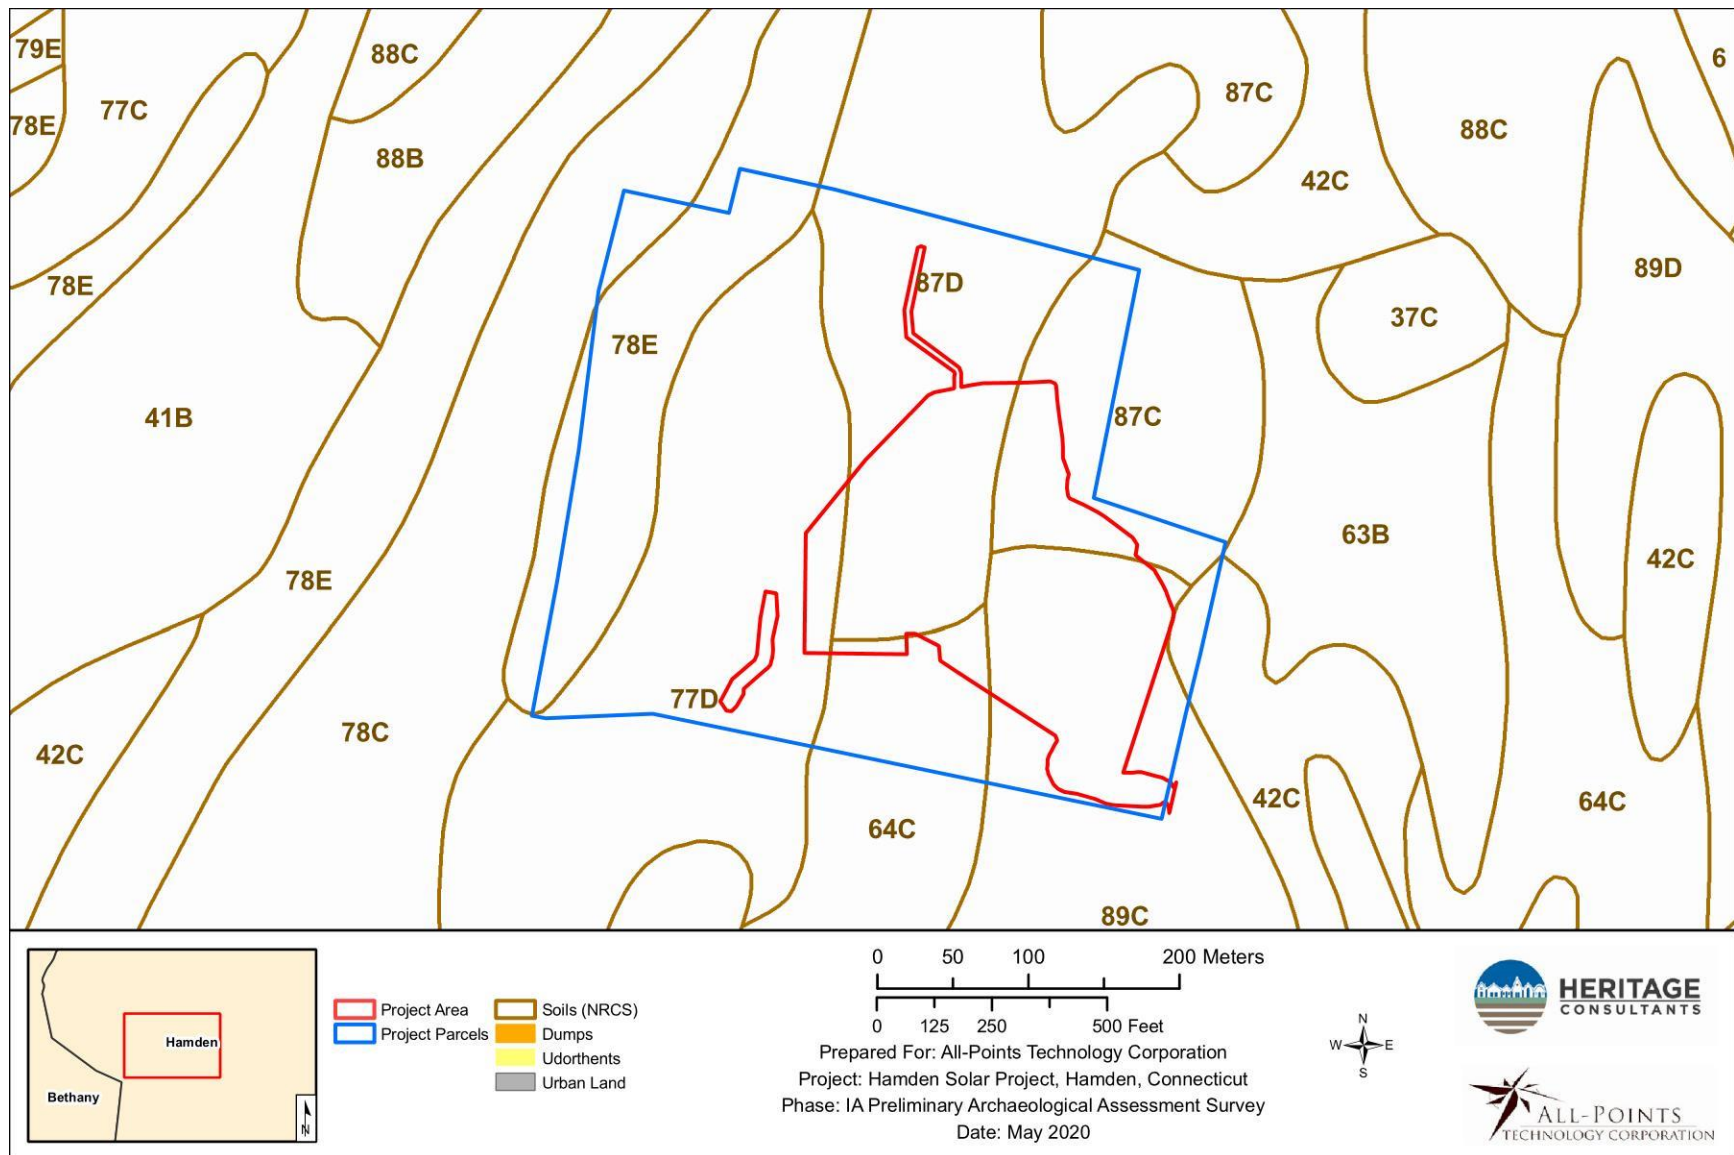 79E
88C
6
77C
87C
88C
78E
88B
42C
78E
87D
89D
37C
78E
41B
87C
63B
42C
78E
77D
78C
42C
42C
64C
64C
89C
Hamden
Bethany
N
Project Area
Project Parcels
Soils (NRCS)
Dumps
Udorthents
Urban Land
0 50 100 200 Meters
0 125 250 500 Feet
Prepared For: All-Points Technology Corporation
Project: Hamden Solar Project, Hamden, Connecticut
Phase: IA Preliminary Archaeological Assessment Survey
Date: May 2020
N
W E
S
HERITAGE
CONSULTANTS
ALL-POINTS
TECHNOLOGY CORPORATION